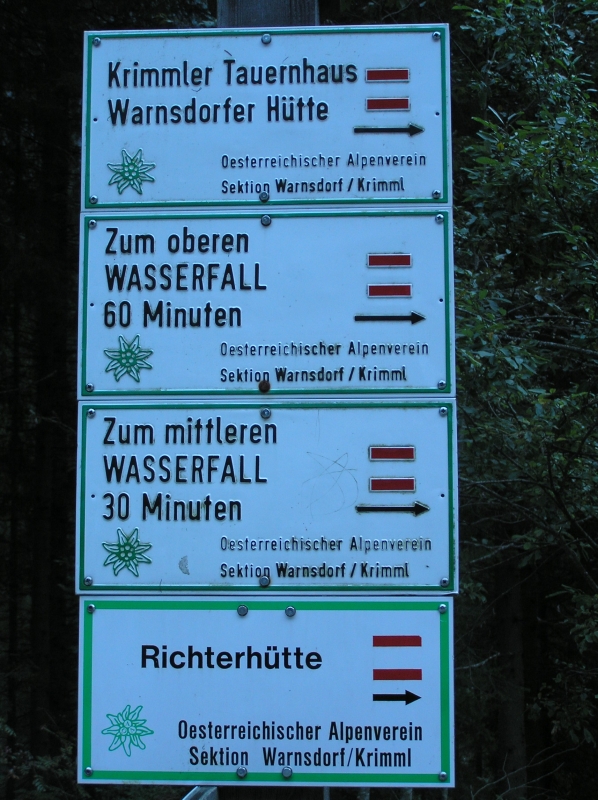 Krimmler Tauernhaus
Warnsdorfer Hütte
Oesterreichischer Alpenverein
Sektion Warnsdorf/Krimml
Zum oberen
WASSERFALL
60 Minuten
Oesterreichischer Alpenverein
Sektion Warnsdorf/Krimml
Zum mittleren
WASSERFALL
30 Minuten
Oesterreichischer Alpenverein
Sektion Warnsdorf/Krimml
Richterhütte
Oesterreichischer Alpenverein
Sektion Warnsdorf/Krimml